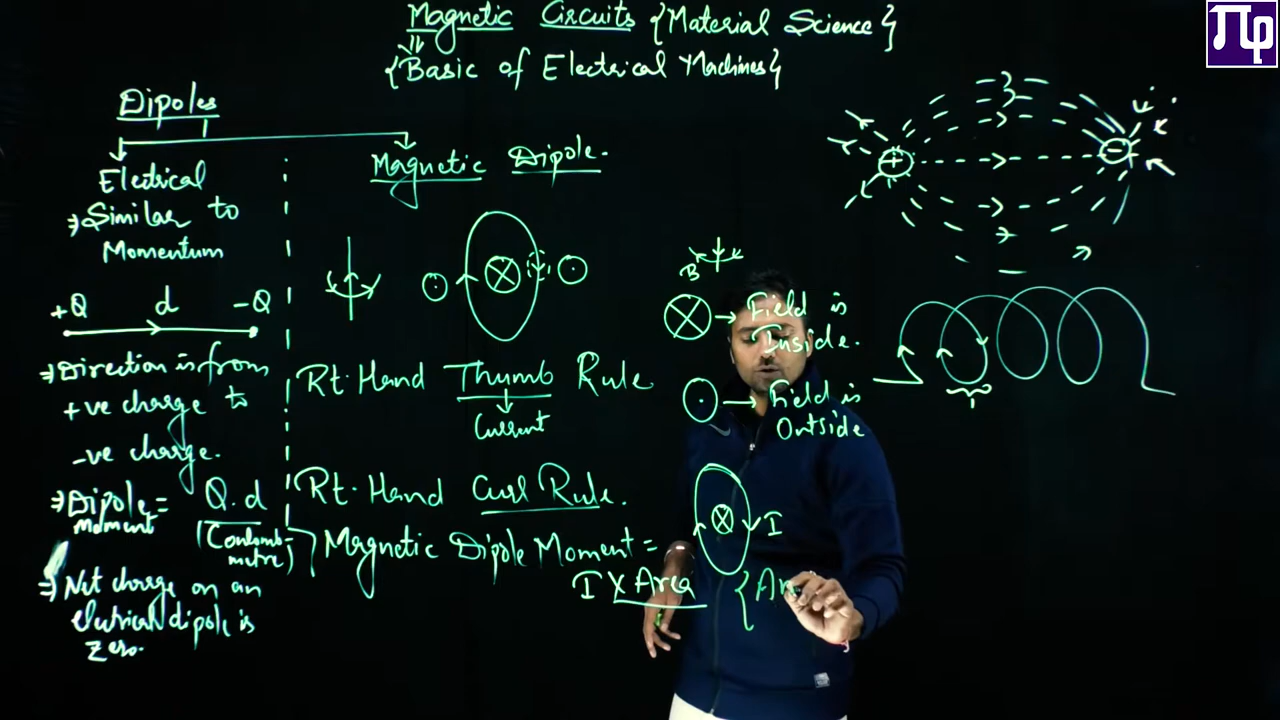 Magnetic Circuits {Material Science}
{Basic of Electrical Machines}
πφ
Dipoles
Electrical
⇒Similar to
Momentum
+Q d -Q
⇒Direction is from
+ve charge to
-ve charge.
⇒Dipole = Q.d
moment
(Coulomb-
metre)
⇒Net charge on an
eletrical dipole is
zero.
Magnetic Dipole.
Rt. Hand Thumb Rule
Current
Rt. Hand Curl Rule.
Magnetic Dipole Moment =
I X Area
B
→ Field is
Inside.
→ Field is
Outside
I
+
-